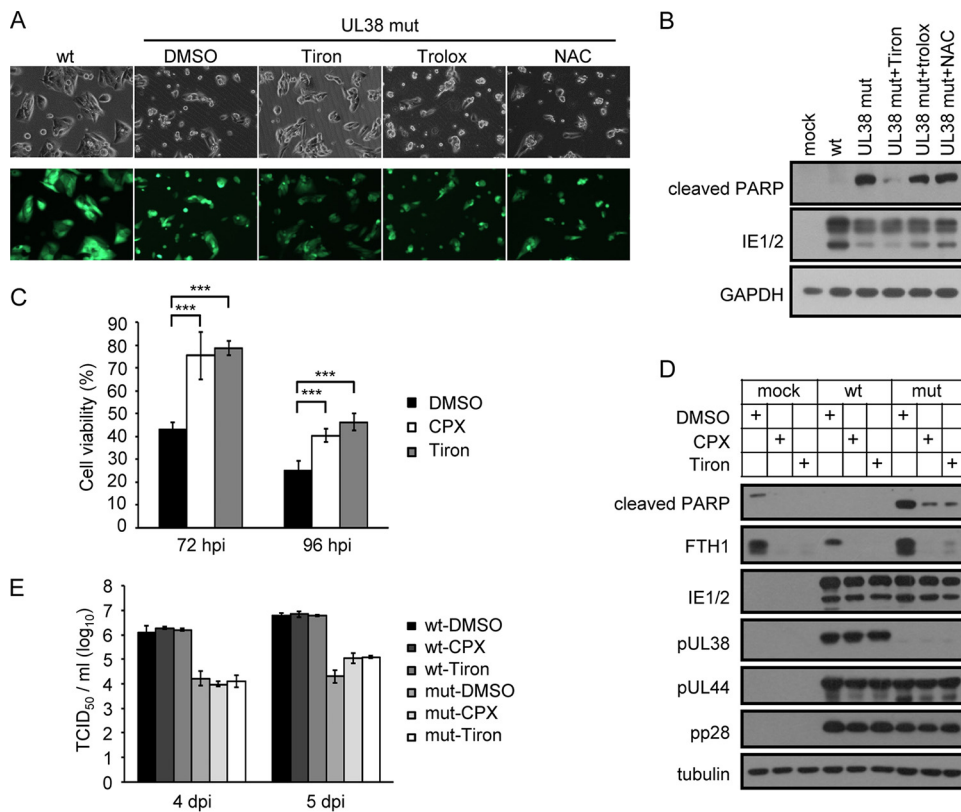 A
UL38 mut
wt DMSO Tiron Trolox NAC
B
mock
wt
UL38 mut
UL38 mut+Tiron
UL38 mut+trolox
UL38 mut+NAC
cleaved PARP
IE1/2
GAPDH
C
Cell viability (%)
90
80
70
60
50
40
30
20
10
0
*** ***
*** ***
72 hpi 96 hpi
DMSO
CPX
Tiron
D
mock wt mut
DMSO + + +
CPX + + +
Tiron + + +
cleaved PARP
FTH1
IE1/2
pUL38
pUL44
pp28
tubulin
E
TCID50 / ml (log10)
8
7
6
5
4
3
2
1
0
4 dpi 5 dpi
wt-DMSO
wt-CPX
wt-Tiron
mut-DMSO
mut-CPX
mut-Tiron